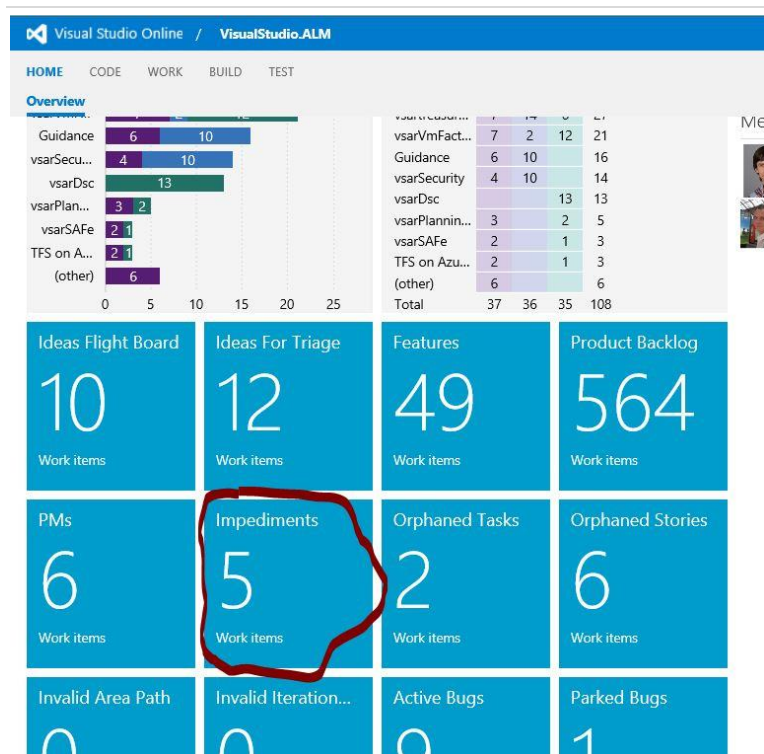 Visual Studio Online / VisualStudio.ALM
HOME CODE WORK BUILD TEST
Overview
Me
12
Guidance 6 10
vsarSecu... 4 10
vsarDsc 13
vsarPlan... 3 2
vsarSAFe 2 1
TFS on A... 2 1
(other) 6
0 5 10 15 20 25
vsarVmFact... 7 2 12 21
Guidance 6 10 16
vsarSecurity 4 10 14
vsarDsc 13 13
vsarPlannin... 3 2 5
vsarSAFe 2 1 3
TFS on Azu... 2 1 3
(other) 6 6
Total 37 36 35 108
Ideas Flight Board
10
Work items
Ideas For Triage
12
Work items
Features
49
Work items
Product Backlog
564
Work items
PMs
6
Work items
Impediments
5
Work items
Orphaned Tasks
2
Work items
Orphaned Stories
6
Work items
Invalid Area Path
0
Invalid Iteration...
0
Active Bugs
Parked Bugs
1